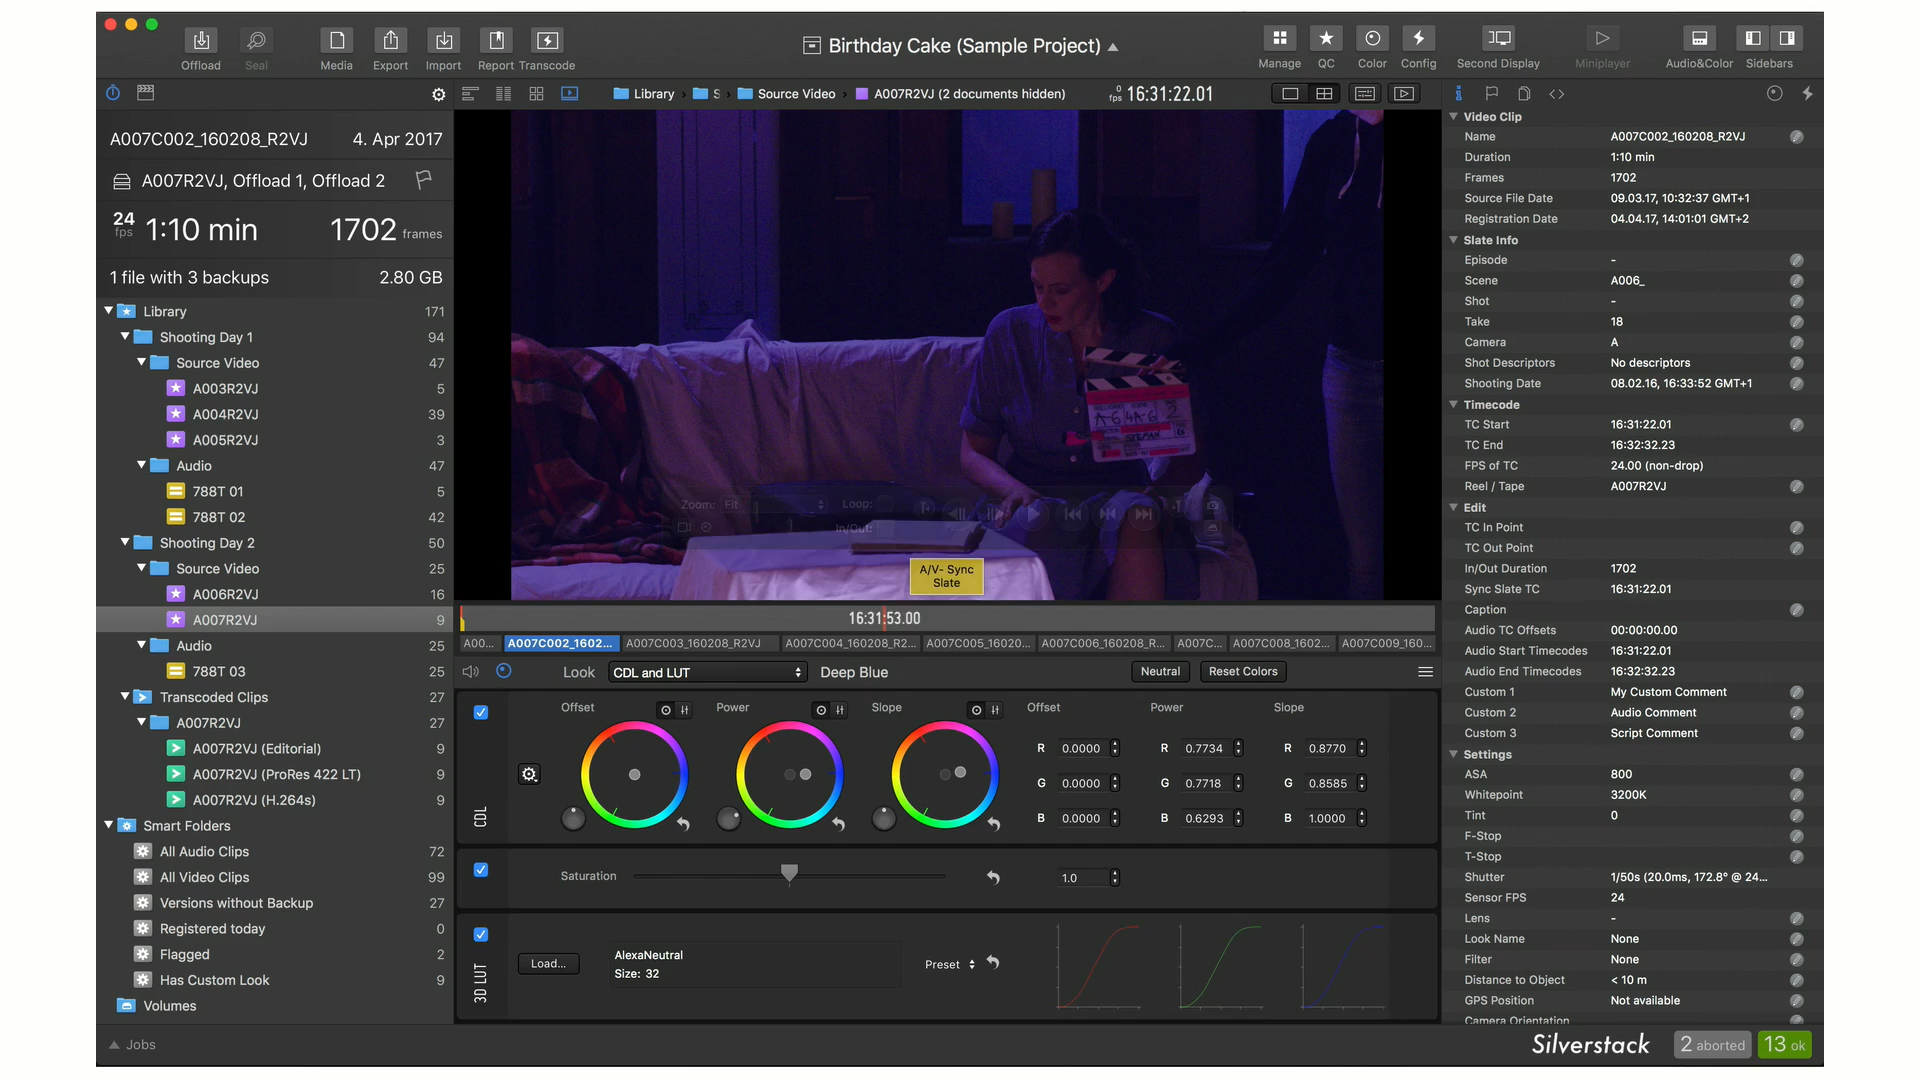 Offload
Seal
Media
Export
Import
Report
Transcode
Birthday Cake (Sample Project)
Manage
QC
Color
Config
Second Display
Miniplayer
Audio&Color
Sidebars
Library
S
Source Video
A007R2VJ (2 documents hidden)
fps 0 16:31:22.01
A007C002_160208_R2VJ 4. Apr 2017
A007R2VJ, Offload 1, Offload 2
24 fps 1:10 min 1702 frames
1 file with 3 backups 2.80 GB
Library 171
Shooting Day 1 94
Source Video 47
A003R2VJ 5
A004R2VJ 39
A005R2VJ 3
Audio 47
788T 01 5
788T 02 42
Shooting Day 2 50
Source Video 25
A006R2VJ 16
A007R2VJ 9
Audio 25
788T 03 25
Transcoded Clips 27
A007R2VJ 27
A007R2VJ (Editorial) 9
A007R2VJ (ProRes 422 LT) 9
A007R2VJ (H.264s) 9
Smart Folders
All Audio Clips 72
All Video Clips 99
Versions without Backup 27
Registered today 0
Flagged 2
Has Custom Look 9
Volumes
Jobs
Zoom: Fit
Loop:
In/Out:
A/V- Sync
Slate
16:31:53.00
A00... A007C002_1602... A007C003_160208_R2VJ A007C004_160208_R2... A007C005_16020... A007C006_160208_R... A007C... A007C008_1602... A007C009_160...
Look CDL and LUT Deep Blue Neutral Reset Colors
CDL
Offset Power Slope Offset Power Slope
R 0.0000 R 0.7734 R 0.8770
G 0.0000 G 0.7718 G 0.8585
B 0.0000 B 0.6293 B 1.0000
Saturation 1.0
3D LUT
Load...
AlexaNeutral
Size: 32
Preset
Video Clip
Name A007C002_160208_R2VJ
Duration 1:10 min
Frames 1702
Source File Date 09.03.17, 10:32:37 GMT+1
Registration Date 04.04.17, 14:01:01 GMT+2
Slate Info
Episode -
Scene A006_
Shot -
Take 18
Camera A
Shot Descriptors No descriptors
Shooting Date 08.02.16, 16:33:52 GMT+1
Timecode
TC Start 16:31:22.01
TC End 16:32:32.23
FPS of TC 24.00 (non-drop)
Reel / Tape A007R2VJ
Edit
TC In Point
TC Out Point
In/Out Duration 1702
Sync Slate TC 16:31:22.01
Caption
Audio TC Offsets 00:00:00.00
Audio Start Timecodes 16:31:22.01
Audio End Timecodes 16:32:32.23
Custom 1 My Custom Comment
Custom 2 Audio Comment
Custom 3 Script Comment
Settings
ASA 800
Whitepoint 3200K
Tint 0
F-Stop
T-Stop
Shutter 1/50s (20.0ms, 172.8° @ 24...
Sensor FPS 24
Lens -
Look Name None
Filter None
Distance to Object < 10 m
GPS Position Not available
Camera Orientation
Silverstack
2 aborted
13 ok